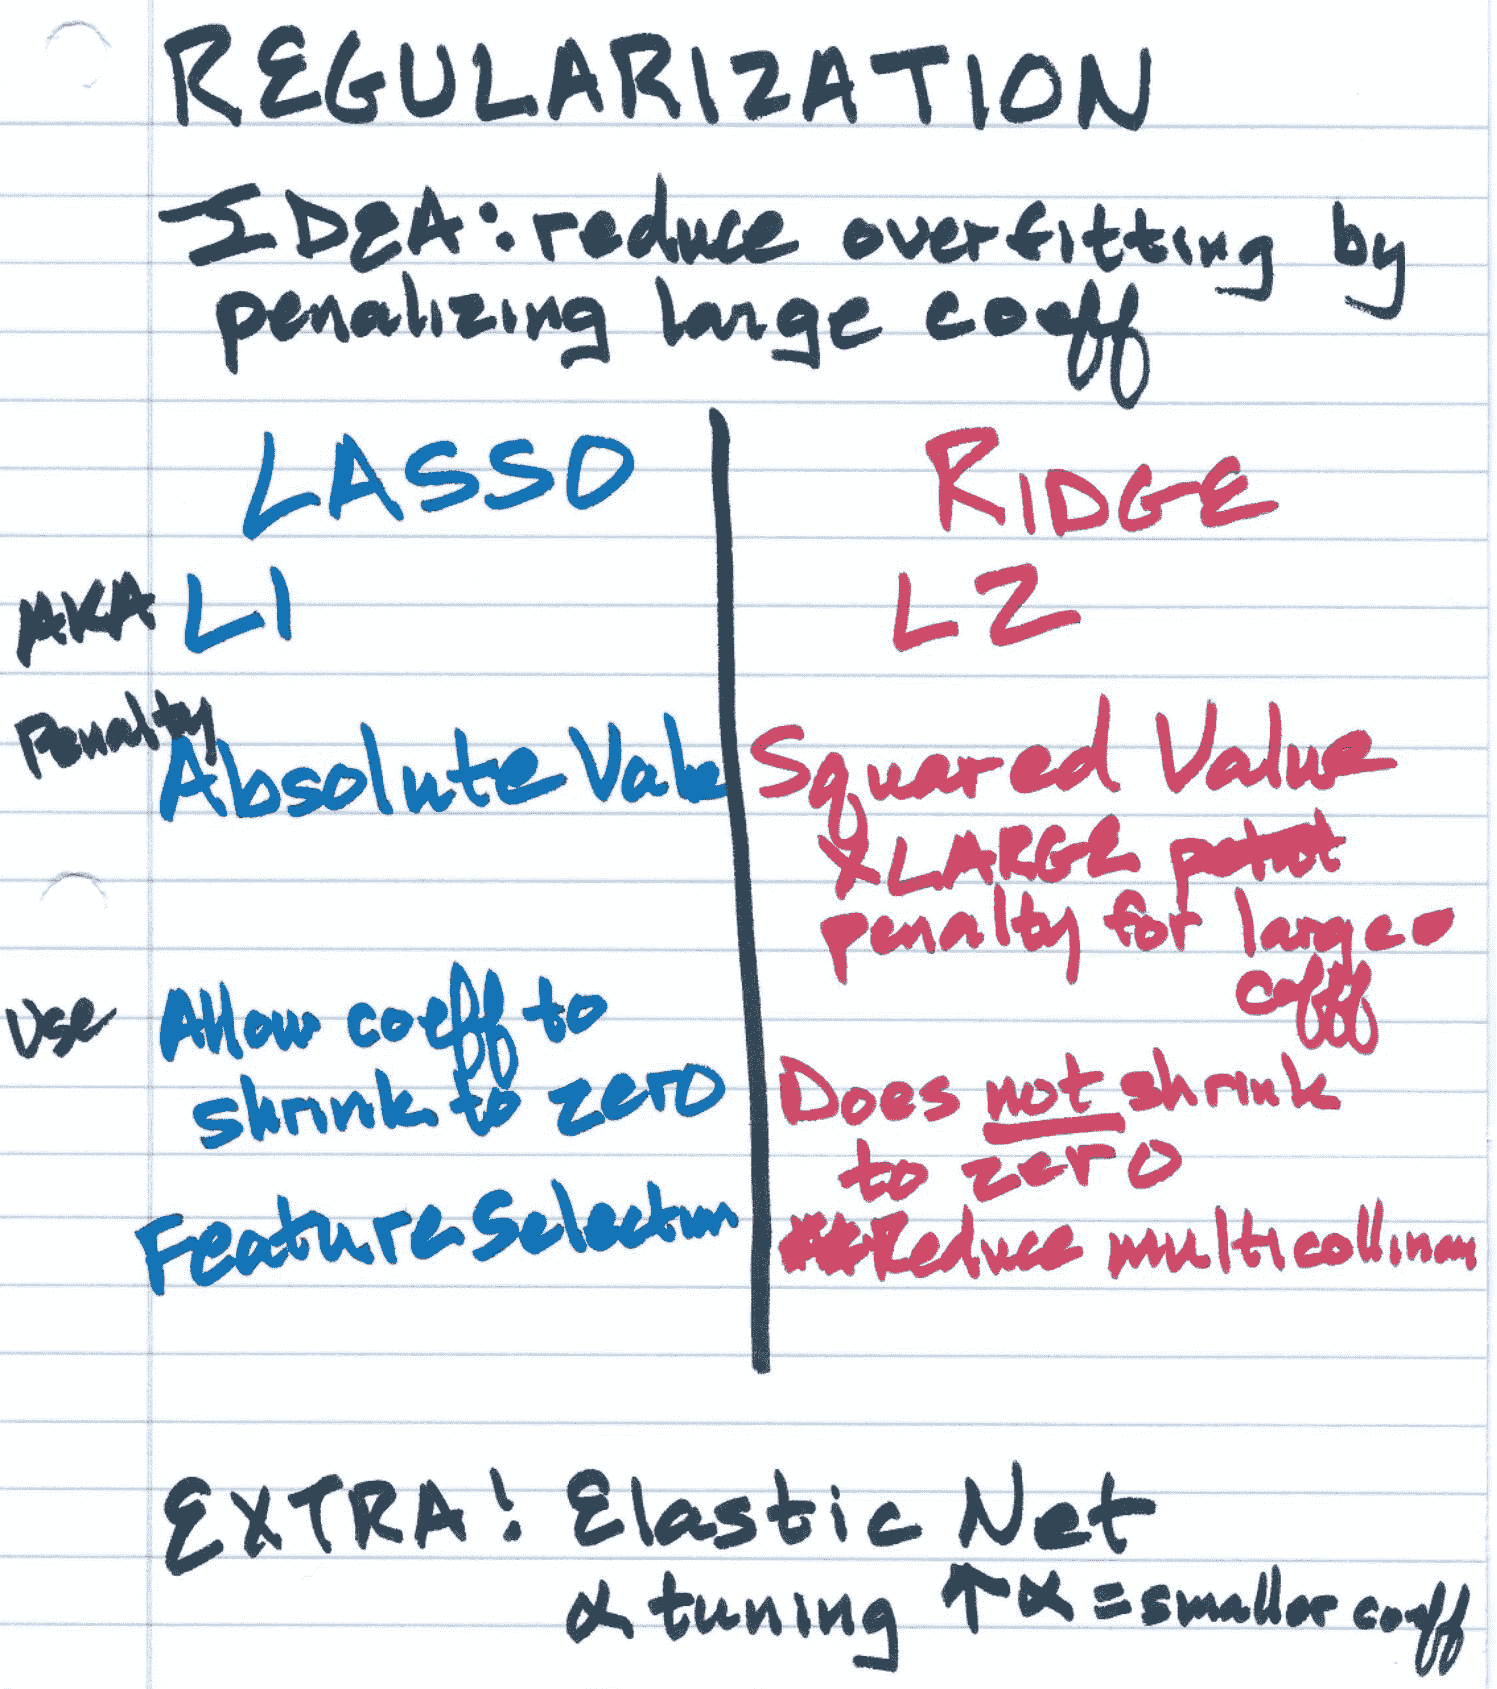 REGULARIZATION
IDEA: reduce overfitting by
penalizing large coeff
LASSO
RIDGE
AKA L1
L2
Penalty
Absolute Value
Squared Value
LARGE
penalty for large
coeff
Use Allow coeff to
shrink to zero
Does not shrink
to zero
Feature Selection
Reduce multicollinear
EXTRA! Elastic Net
α tuning ↑α = smaller coeff